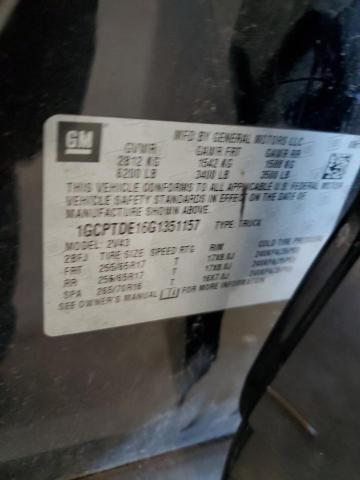 GM
MFD BY GENERAL MOTORS LLC
GVWR GAWR FRT GAWR RR
2812 KG 1542 KG 1588 KG
6200 LB 3400 LB 3500 LB
THIS VEHICLE CONFORMS TO ALL APPLICABLE U.S. FEDERAL MOTOR
VEHICLE SAFETY STANDARDS IN EFFECT ON THE DATE OF
MANUFACTURE SHOWN ABOVE.
1GCPTDE16G1351157 TYPE: TRUCK
MODEL: 2V43
2BFJ TIRE SIZE SPEED RTG RIM COLD TIRE PRESSURE
FRT 255/65R17 T 17X8.0J
RR 255/65R17 T 17X8.0J
SPA 265/70R16 T 16X7.0J
SEE OWNER'S MANUAL